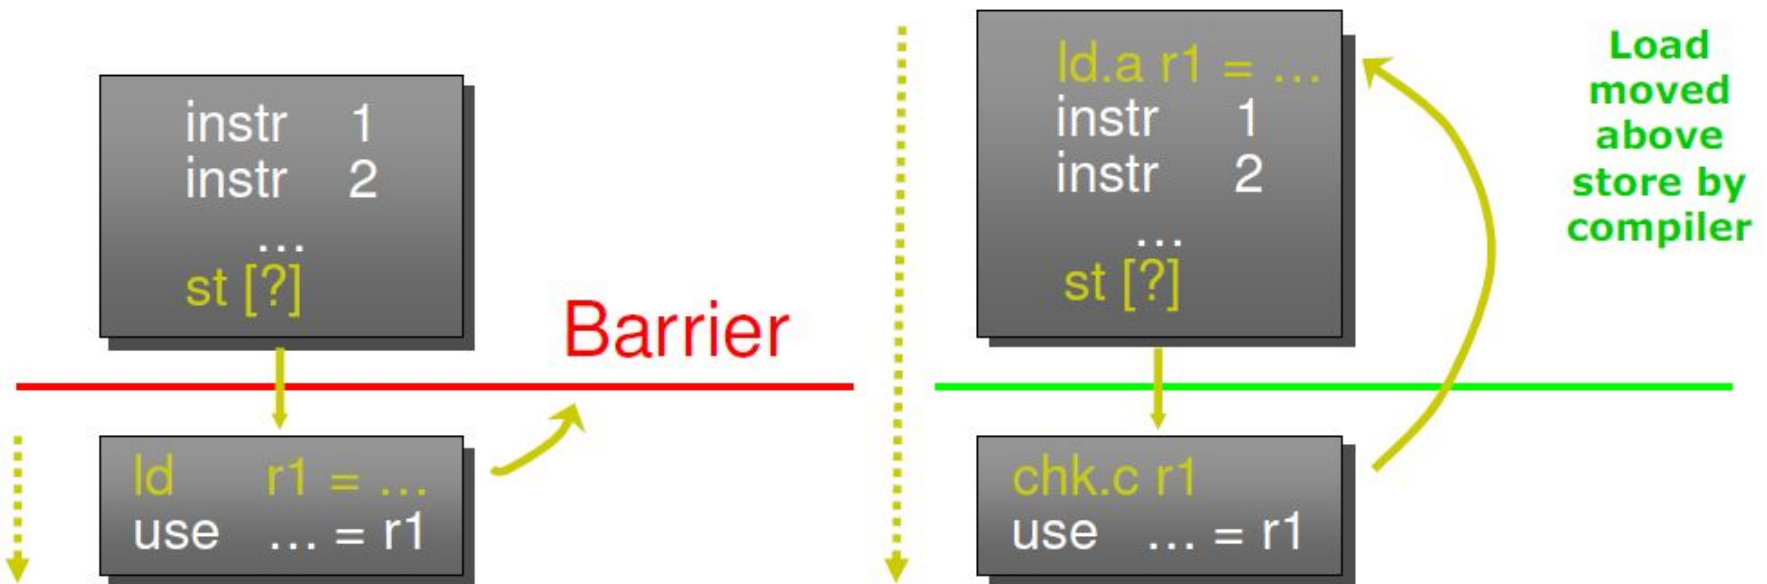 instr 1
instr 2
...
st [?]
Barrier
ld r1 = ...
use ... = r1
ld.a r1 = ...
instr 1
instr 2
...
st [?]
chk.c r1
use ... = r1
Load
moved
above
store by
compiler